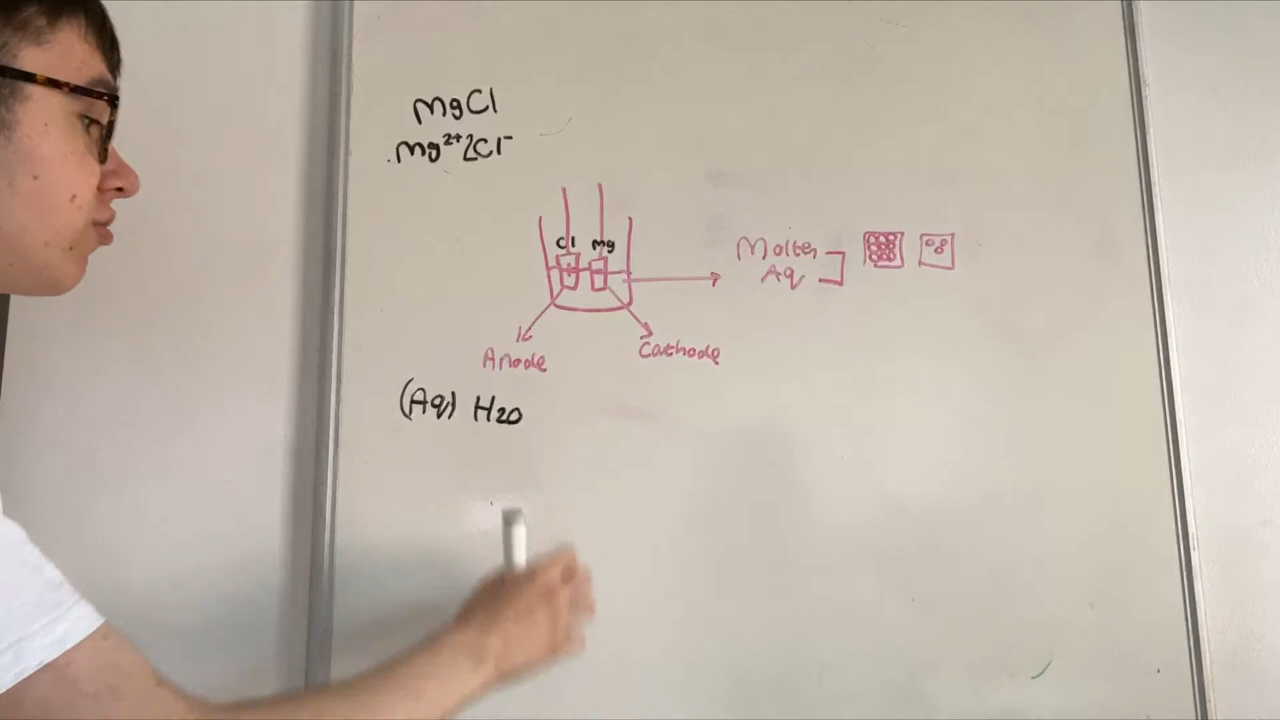 MgCl
Mg²⁺2Cl⁻
Cl Mg
Molten
Aq
Anode
Cathode
(Aq) H2O